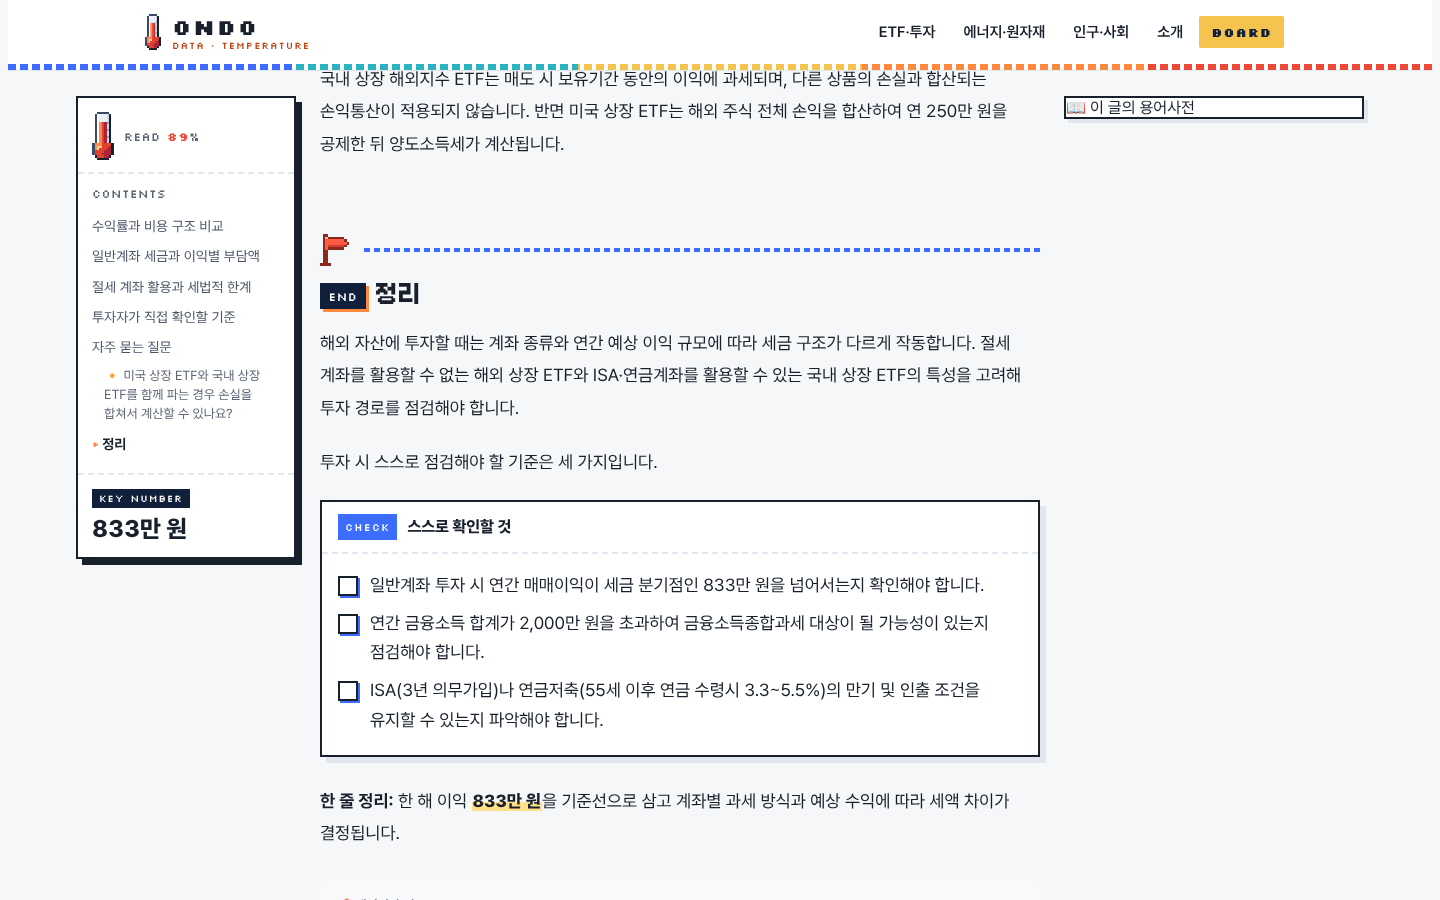 ONDO
DATA · TEMPERATURE
ETF·투자
에너지·원자재
인구·사회
소개
BOARD
READ 89%
CONTENTS
수익률과 비용 구조 비교
일반계좌 세금과 이익별 부담액
절세 계좌 활용과 세법적 한계
투자자가 직접 확인할 기준
자주 묻는 질문
미국 상장 ETF와 국내 상장
ETF를 함께 파는 경우 손실을
합쳐서 계산할 수 있나요?
정리
KEY NUMBER
833만 원
국내 상장 해외지수 ETF는 매도 시 보유기간 동안의 이익에 과세되며, 다른 상품의 손실과 합산되는
손익통산이 적용되지 않습니다. 반면 미국 상장 ETF는 해외 주식 전체 손익을 합산하여 연 250만 원을
공제한 뒤 양도소득세가 계산됩니다.
END 정리
해외 자산에 투자할 때는 계좌 종류와 연간 예상 이익 규모에 따라 세금 구조가 다르게 작동합니다. 절세
계좌를 활용할 수 없는 해외 상장 ETF와 ISA·연금계좌를 활용할 수 있는 국내 상장 ETF의 특성을 고려해
투자 경로를 점검해야 합니다.
투자 시 스스로 점검해야 할 기준은 세 가지입니다.
CHECK 스스로 확인할 것
일반계좌 투자 시 연간 매매이익이 세금 분기점인 833만 원을 넘어서는지 확인해야 합니다.
연간 금융소득 합계가 2,000만 원을 초과하여 금융소득종합과세 대상이 될 가능성이 있는지
점검해야 합니다.
ISA(3년 의무가입)나 연금저축(55세 이후 연금 수령시 3.3~5.5%)의 만기 및 인출 조건을
유지할 수 있는지 파악해야 합니다.
한 줄 정리: 한 해 이익 833만 원을 기준선으로 삼고 계좌별 과세 방식과 예상 수익에 따라 세액 차이가
결정됩니다.
📖 이 글의 용어사전